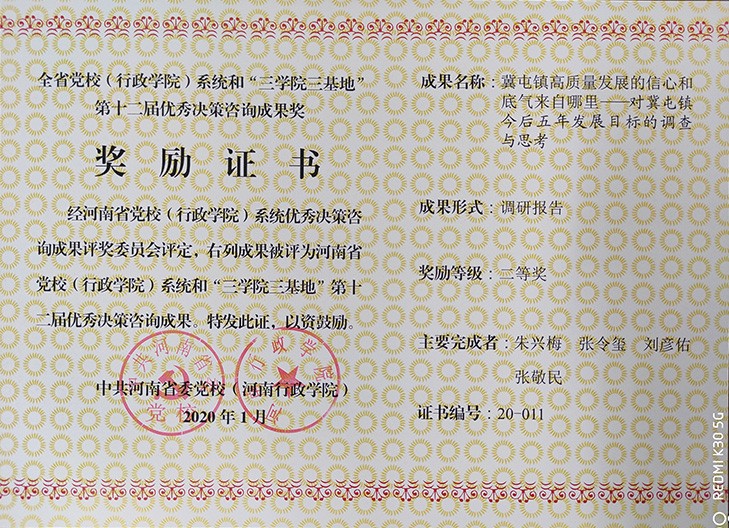 全省党校（行政学院）系统和“三学院三基地”
第十二届优秀决策咨询成果奖
奖励证书
经河南省党校（行政学院）系统优秀决策咨
询成果评奖委员会评定，右列成果被评为河南省
党校（行政学院）系统和“三学院三基地”第十
二届优秀决策咨询成果。特发此证，以资鼓励。
中共河南省委党校（河南行政学院）
2020年1月
党校
成果名称：冀屯镇高质量发展的信心和
底气来自哪里——对冀屯镇
今后五年发展目标的调查
与思考
成果形式：调研报告
奖励等级：二等奖
主要完成者：朱兴梅 张令玺 刘彦佑
张敬民
证书编号：20-011
REDMI K30 5G